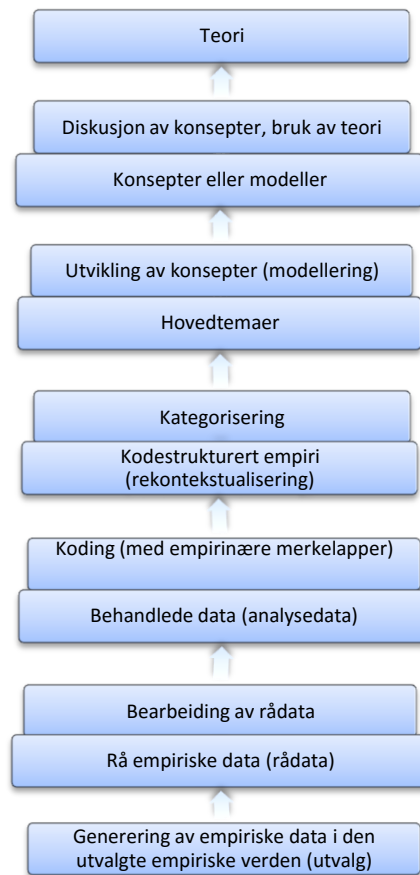 Teori
Diskusjon av konsepter, bruk av teori
Konsepter eller modeller
Utvikling av konsepter (modellering)
Hovedtemaer
Kategorisering
Kodestrukturert empiri
(rekontekstualisering)
Koding (med empirinære merkelapper)
Behandlede data (analysedata)
Bearbeiding av rådata
Rå empiriske data (rådata)
Generering av empiriske data i den
utvalgte empiriske verden (utvalg)